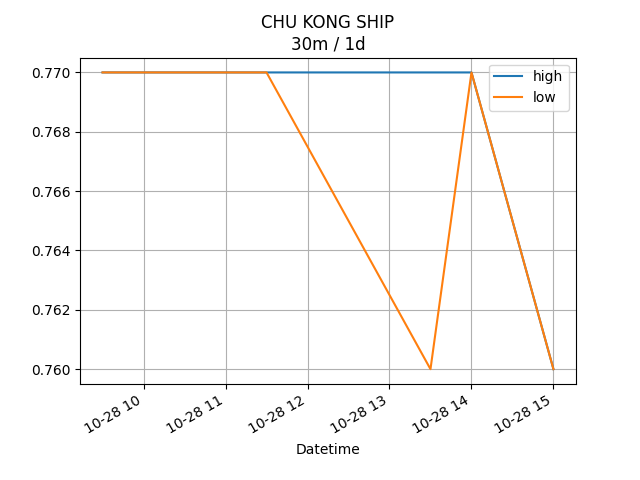 CHU KONG SHIP
30m / 1d
high
low
0.770
0.768
0.766
0.764
0.762
0.760
10-28 10
10-28 11
10-28 12
10-28 13
10-28 14
10-28 15
Datetime